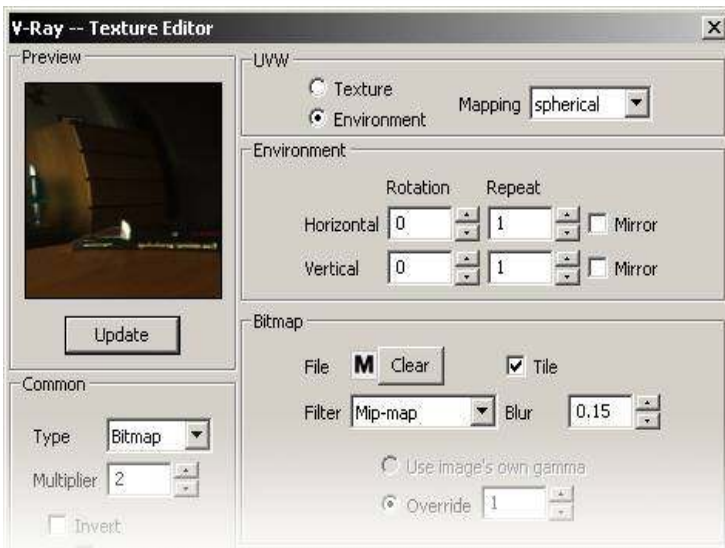 V-Ray -- Texture Editor
Preview
Update
Common
Type Bitmap
Multiplier 2
Invert
UVW
Texture
Environment
Mapping spherical
Environment
Rotation Repeat
Horizontal 0 1 Mirror
Vertical 0 1 Mirror
Bitmap
File M Clear Tile
Filter Mip-map Blur 0,15
Use image's own gamma
Override 1